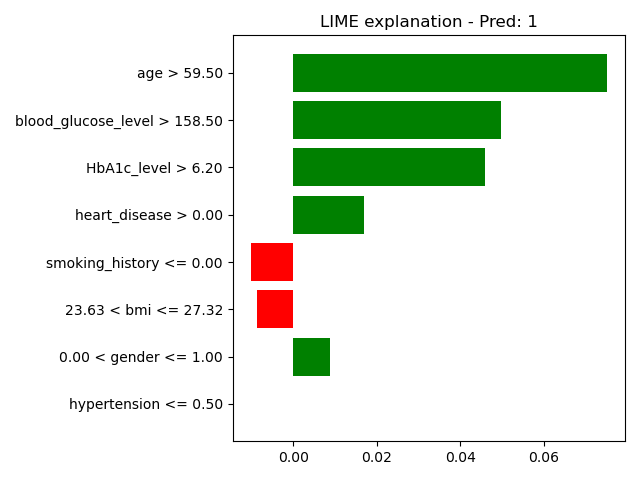 LIME explanation - Pred: 1
age > 59.50
blood_glucose_level > 158.50
HbA1c_level > 6.20
heart_disease > 0.00
smoking_history <= 0.00
23.63 < bmi <= 27.32
0.00 < gender <= 1.00
hypertension <= 0.50
0.00 0.02 0.04 0.06